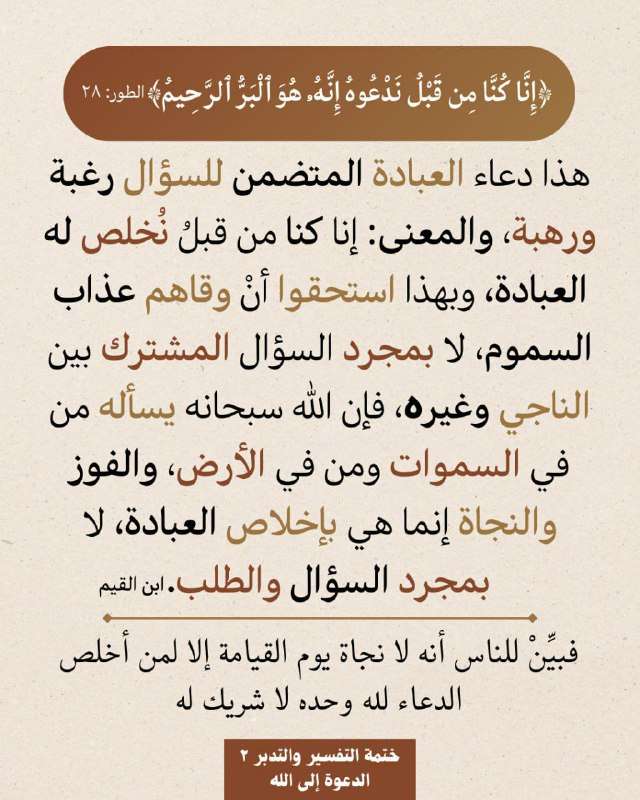 ﴿إِنَّا كُنَّا مِن قَبْلُ نَدْعُوهُ إِنَّهُۥ هُوَ ٱلْبَرُّ ٱلرَّحِيمُ﴾ الطور: ٢٨
هذا دعاء العبادة المتضمن للسؤال رغبة
ورهبة، والمعنى: إنا كنا من قبلُ نُخلص له
العبادة، وبهذا استحقوا أنْ وقاهم عذاب
السموم، لا بمجرد السؤال المشترك بين
الناجي وغيره، فإن الله سبحانه يسأله من
في السموات ومن في الأرض، والفوز
والنجاة إنما هي بإخلاص العبادة، لا
بمجرد السؤال والطلب. ابن القيم
فبيِّنْ للناس أنه لا نجاة يوم القيامة إلا لمن أخلص
الدعاء لله وحده لا شريك له
ختمة التفسير والتدبر ٢
الدعوة إلى الله